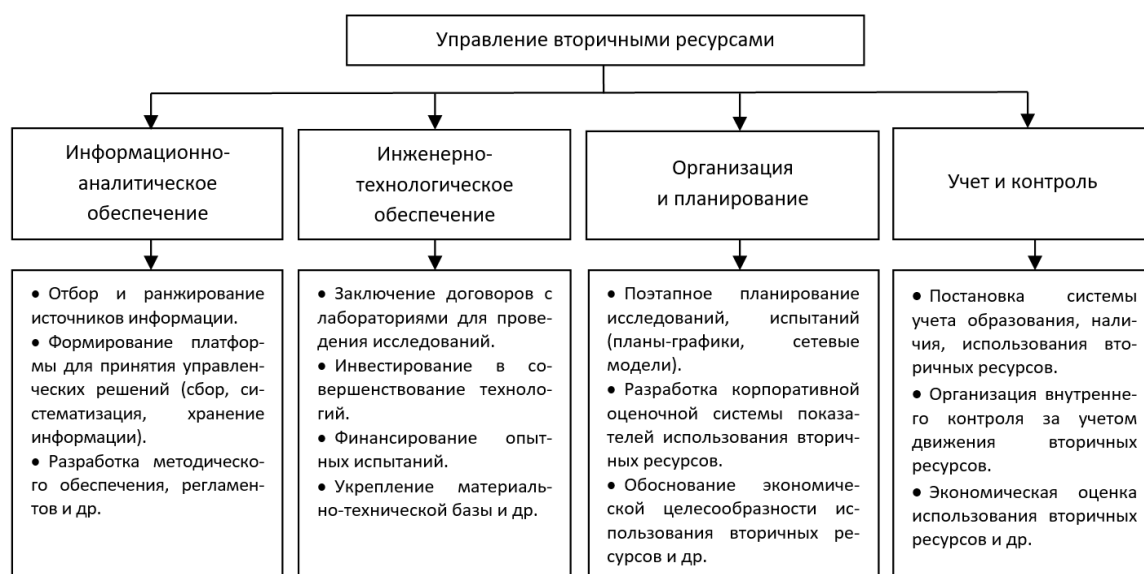 Управление вторичными ресурсами
Информационно-
аналитическое
обеспечение
Инженерно-
технологическое
обеспечение
Организация
и планирование
Учет и контроль
• Отбор и ранжирование
источников информации.
• Формирование платфор-
мы для принятия управлен-
ческих решений (сбор, си-
стематизация, хранение
информации).
• Разработка методическо-
го обеспечения, регламен-
тов и др.
• Заключение договоров с
лабораториями для прове-
дения исследований.
• Инвестирование в со-
вершенствование техноло-
гий.
• Финансирование опыт-
ных испытаний.
• Укрепление материаль-
но-технической базы и др.
• Поэтапное планирование
исследований, испытаний
(планы-графики, сетевые
модели).
• Разработка корпоративной
оценочной системы показа-
телей использования вторич-
ных ресурсов.
• Обоснование экономиче-
ской целесообразности ис-
пользования вторичных ре-
сурсов и др.
• Постановка системы
учета образования, нали-
чия, использования вто-
ричных ресурсов.
• Организация внутренне-
го контроля за учетом
движения вторичных
ресурсов.
• Экономическая оценка
использования вторичных
ресурсов и др.